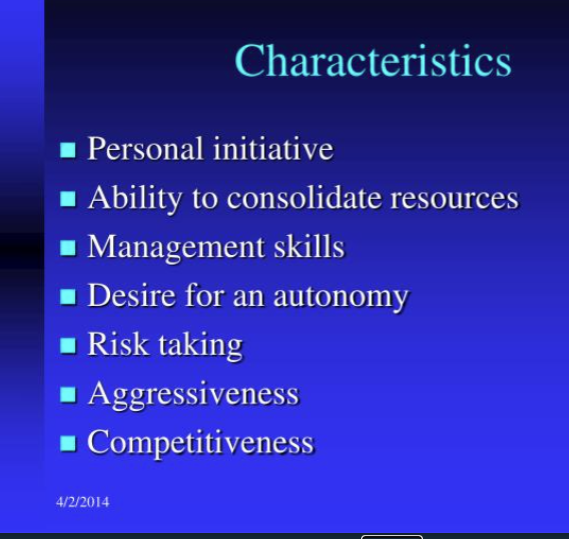 Characteristics
Personal initiative
Ability to consolidate resources
Management skills
Desire for an autonomy
Risk taking
Aggressiveness
Competitiveness
4/2/2014